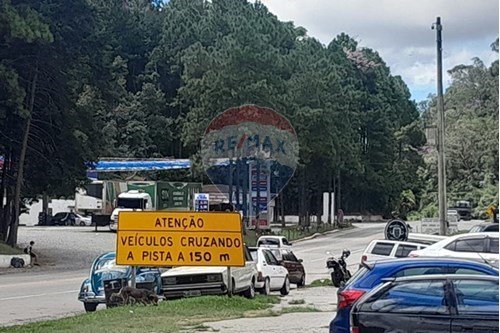 RE/MAX
ATENÇÃO
VEÍCULOS CRUZANDO
A PISTA A 150 m